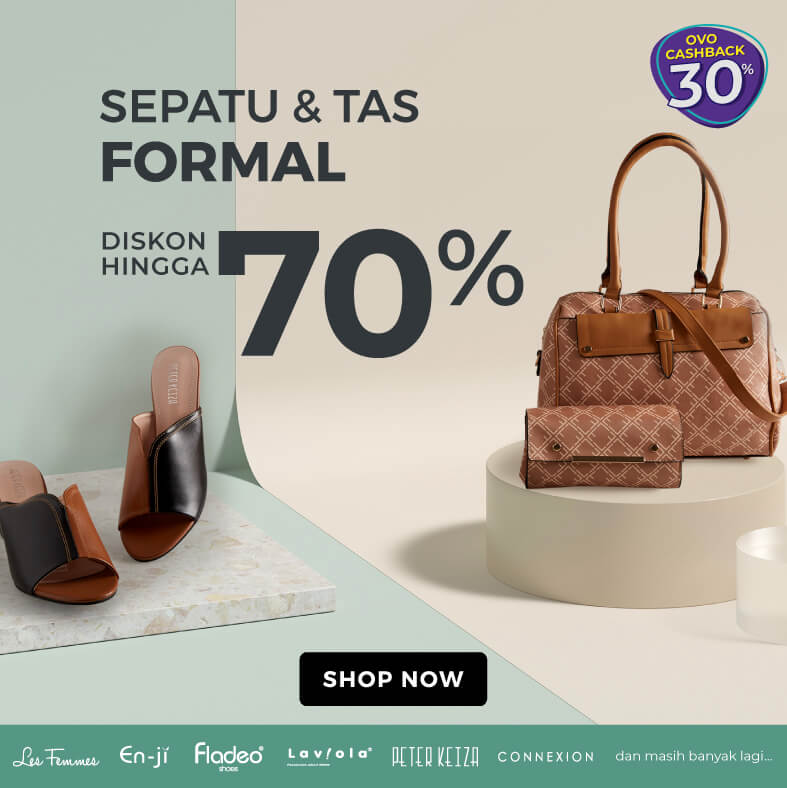 OVO
CASHBACK
30%
SEPATU & TAS
FORMAL
DISKON
HINGGA
70%
SHOP NOW
Les Femmes
En-ji
Fladeo
SHOES
Laviola
PETER KEIZA
CONNEXION
dan masih banyak lagi...